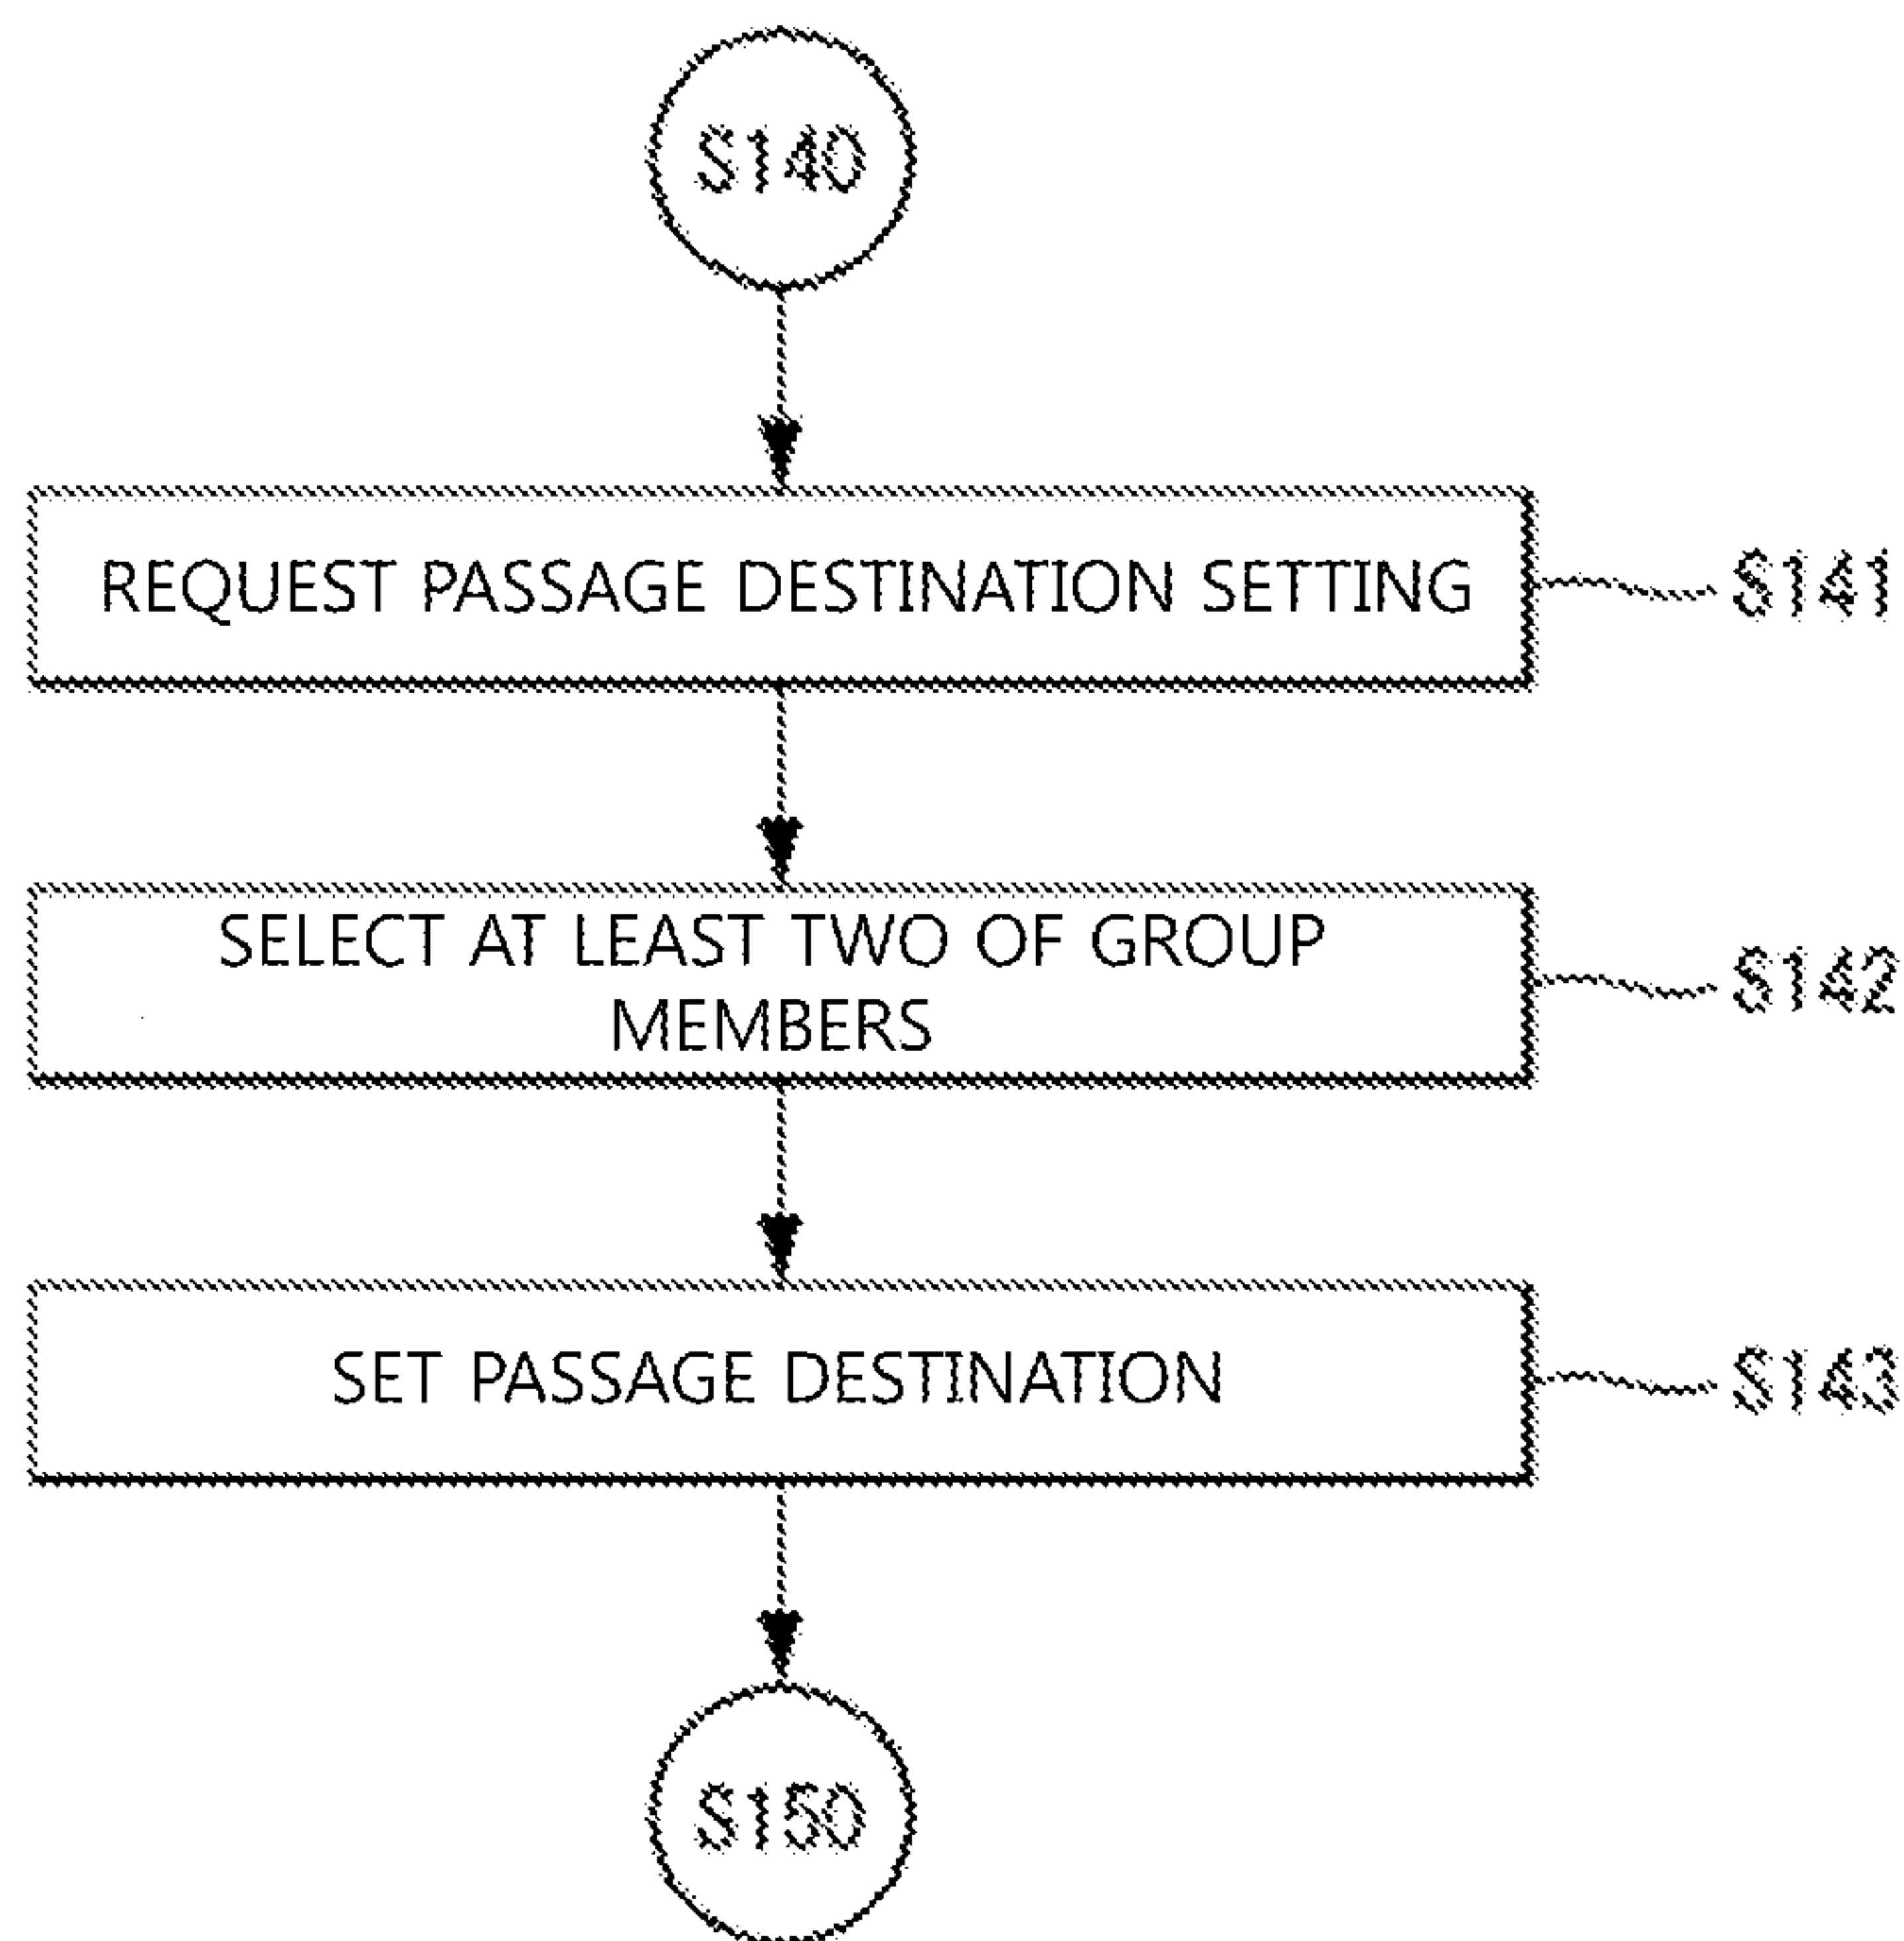 S140
REQUEST PASSAGE DESTINATION SETTING
S141
SELECT AT LEAST TWO OF GROUP
MEMBERS
S142
SET PASSAGE DESTINATION
S143
S150